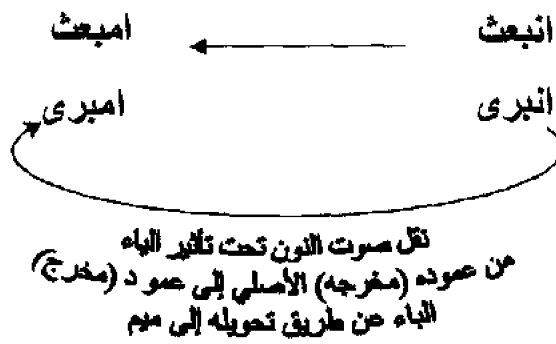 انبعث امبعث
انبرى امبرى
نقل صوت النون تحت تأثير الباء
من عموده (مخرجه) الأصلي إلى عمود (مخرج)
الباء عن طريق تحويله إلى ميم